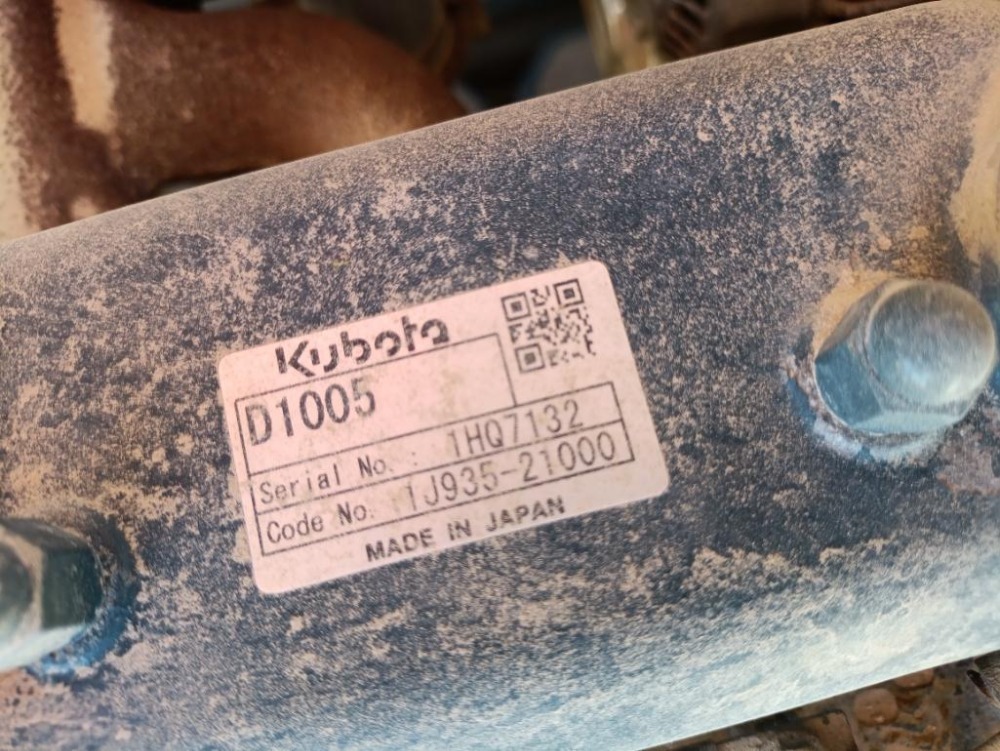 Kubota
D1005
Serial No. 1HQ7132
Code No. 1J935-21000
MADE IN JAPAN